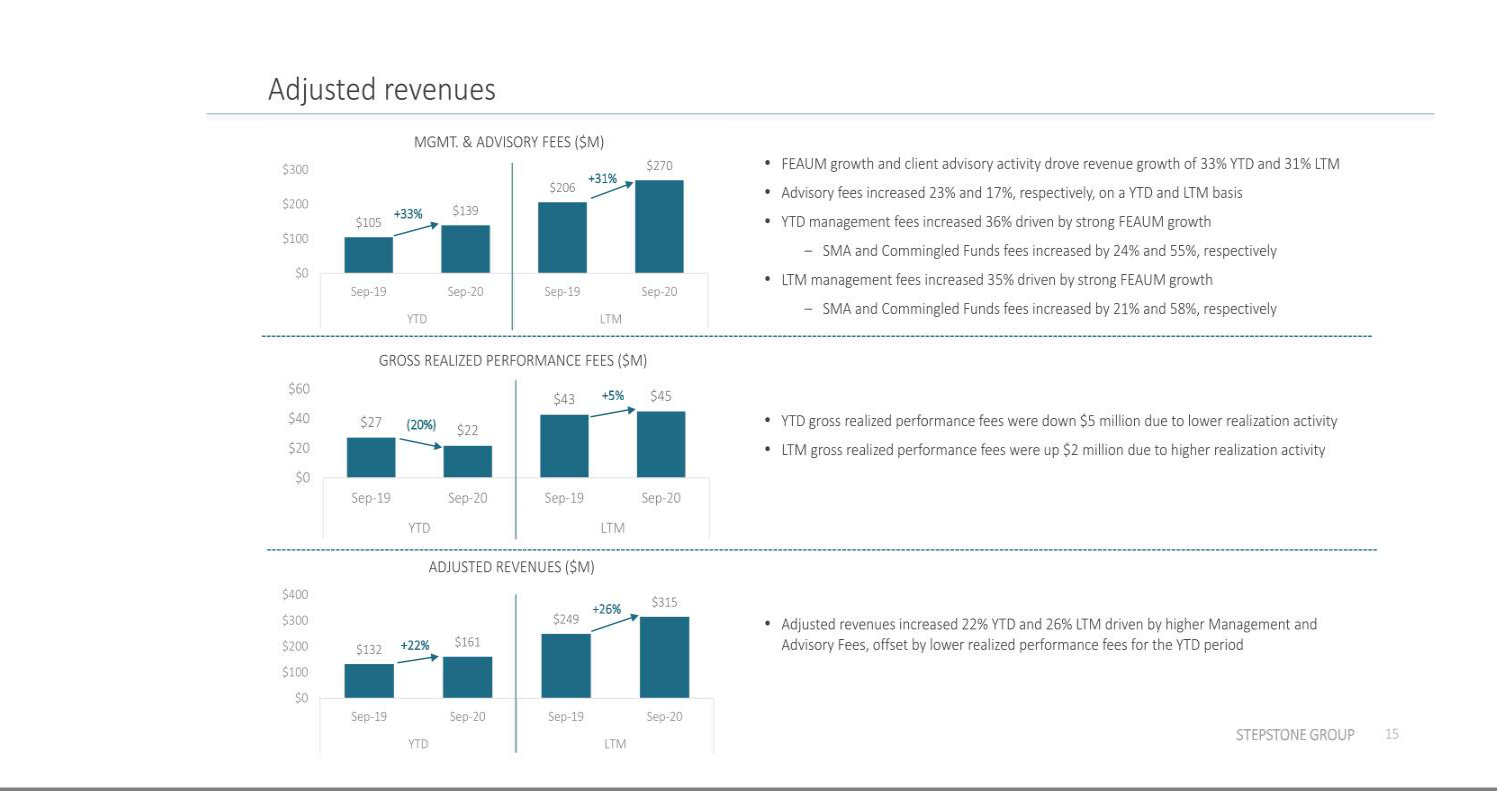 Adjusted revenues
MGMT. & ADVISORY FEES ($M)
$300
$200
$100
$0
$105
+33%
$139
$206
+31%
$270
Sep-19
Sep-20
Sep-19
Sep-20
YTD
LTM
• FEAUM growth and client advisory activity drove revenue growth of 33% YTD and 31% LTM
• Advisory fees increased 23% and 17%, respectively, on a YTD and LTM basis
• YTD management fees increased 36% driven by strong FEAUM growth
– SMA and Commingled Funds fees increased by 24% and 55%, respectively
• LTM management fees increased 35% driven by strong FEAUM growth
– SMA and Commingled Funds fees increased by 21% and 58%, respectively
GROSS REALIZED PERFORMANCE FEES ($M)
$60
$40
$20
$0
$27
(20%)
$22
$43
+5%
$45
Sep-19
Sep-20
Sep-19
Sep-20
YTD
LTM
• YTD gross realized performance fees were down $5 million due to lower realization activity
• LTM gross realized performance fees were up $2 million due to higher realization activity
ADJUSTED REVENUES ($M)
$400
$300
$200
$100
$0
$132
+22%
$161
$249
+26%
$315
Sep-19
Sep-20
Sep-19
Sep-20
YTD
LTM
• Adjusted revenues increased 22% YTD and 26% LTM driven by higher Management and
Advisory Fees, offset by lower realized performance fees for the YTD period
STEPSTONE GROUP 15